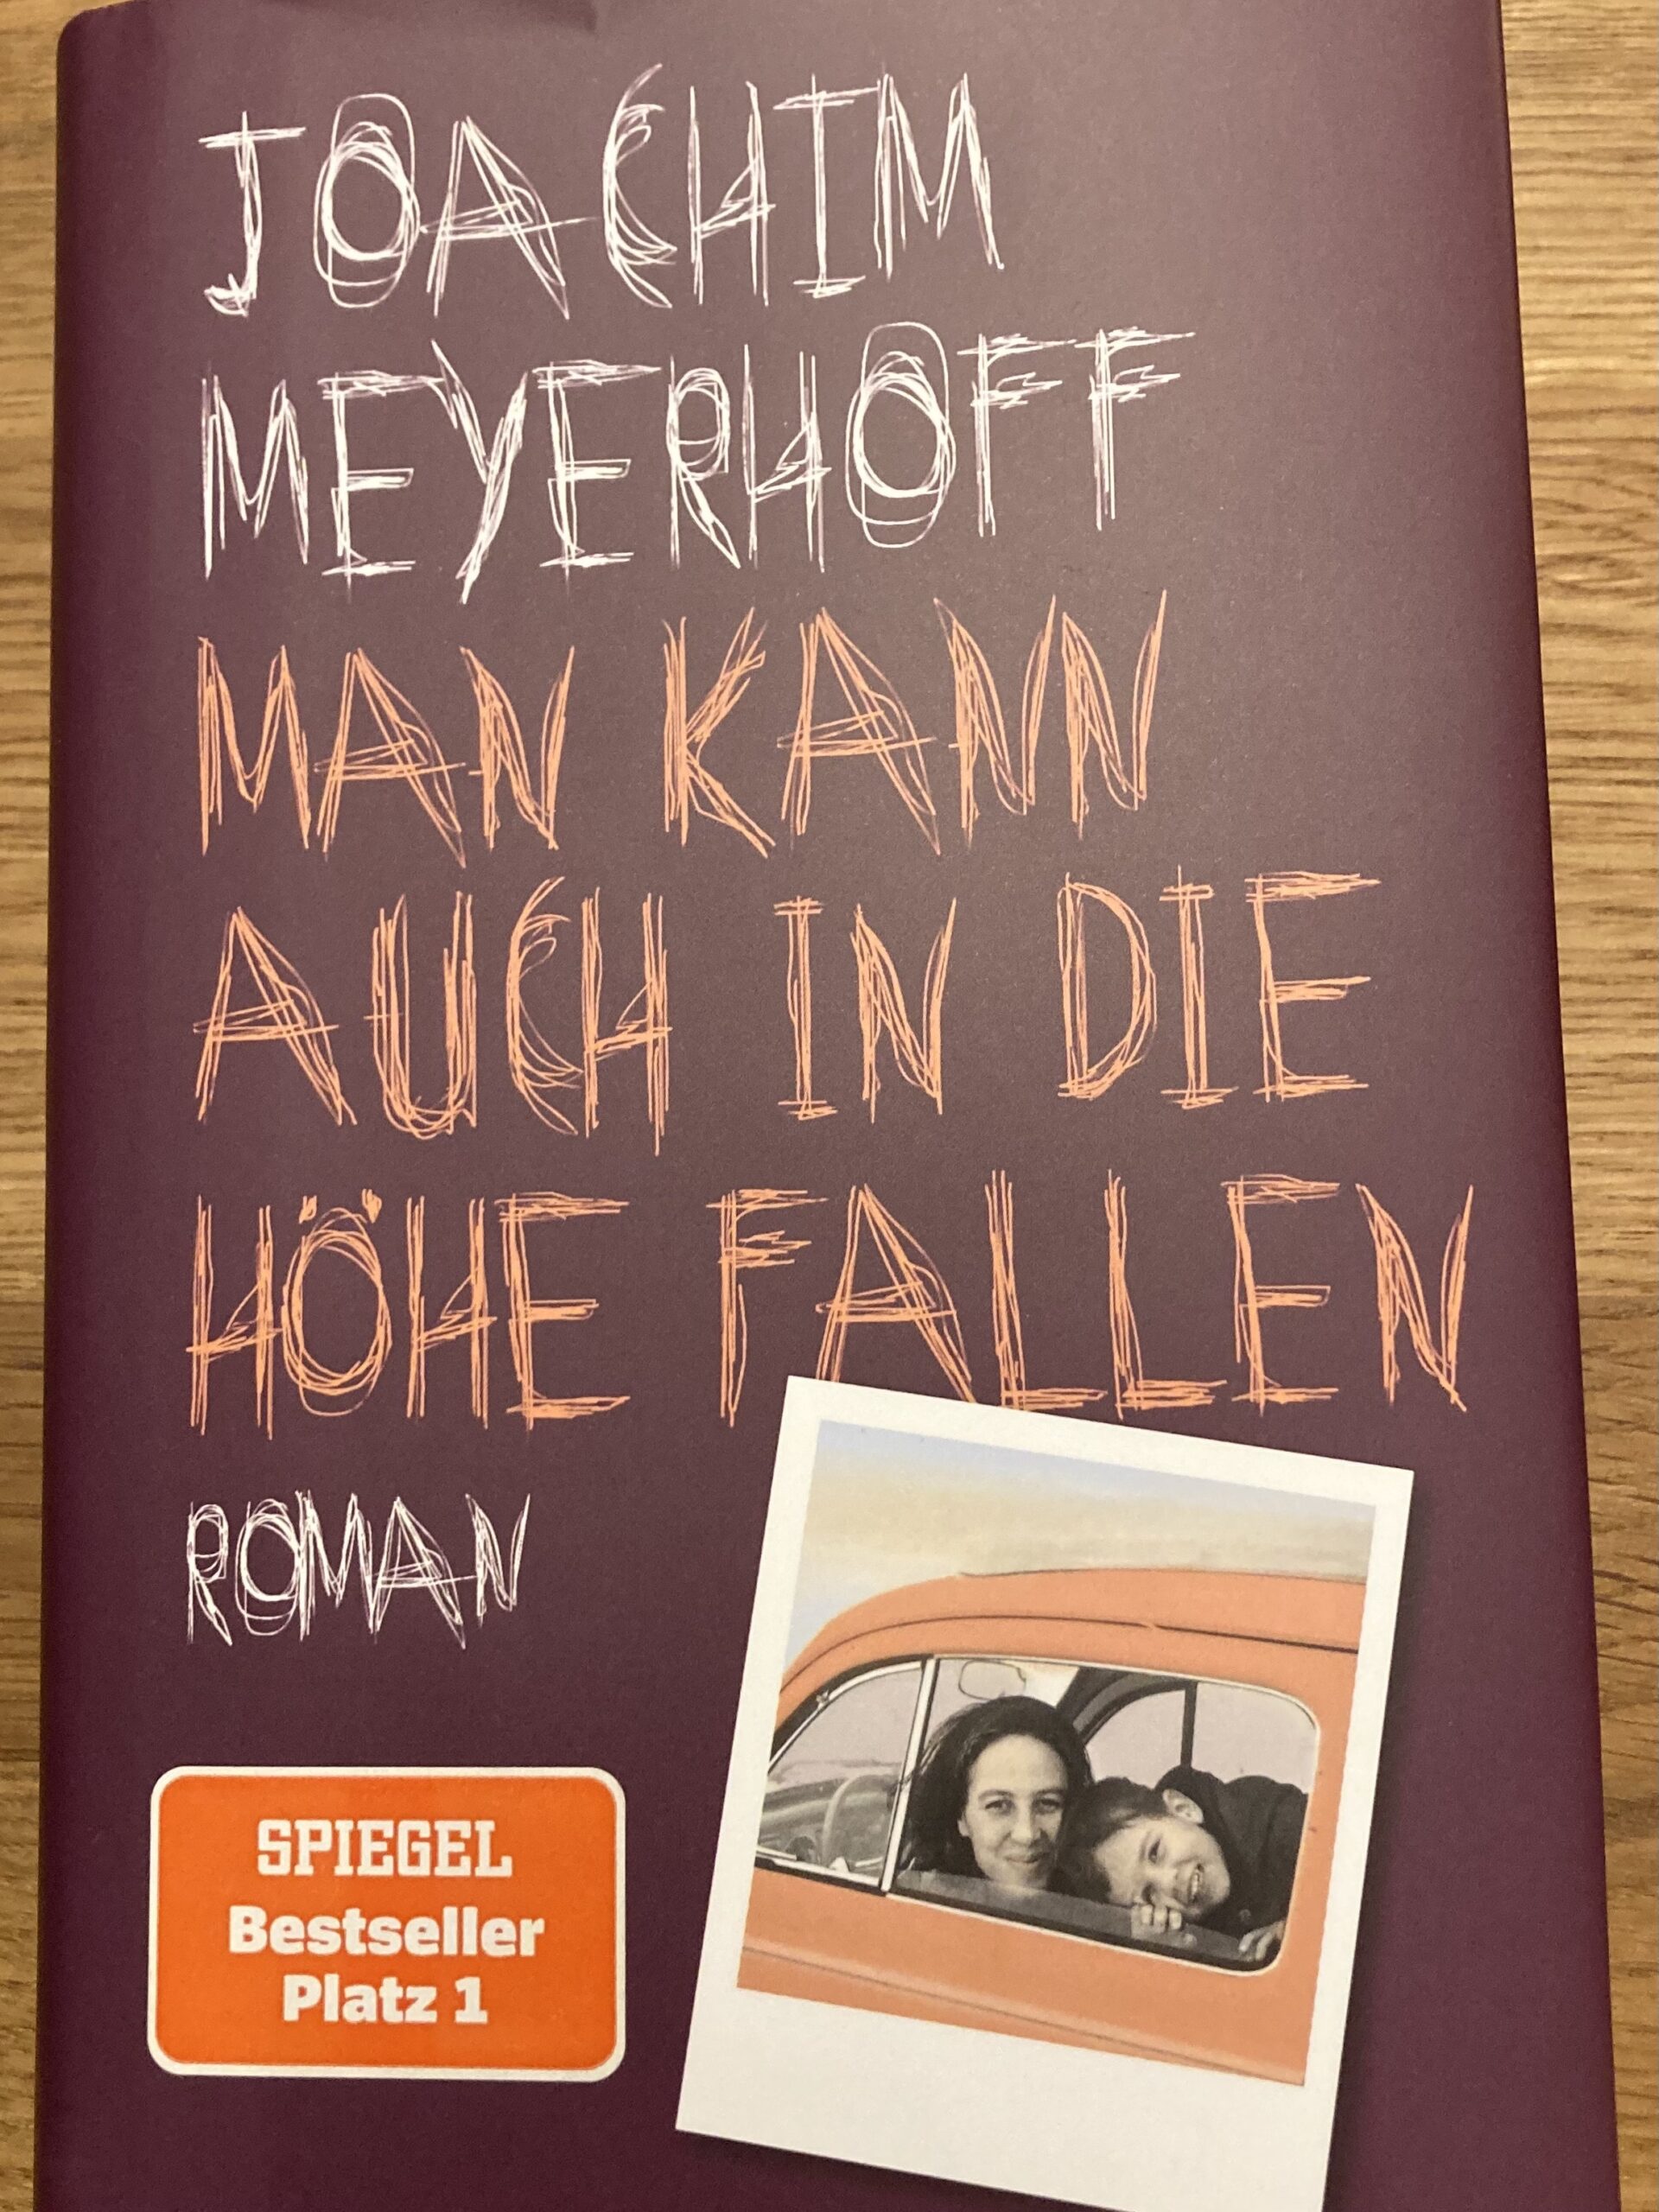 JOACHIM
MEYERHOFF
MAN KANN
AUCH IN DIE
HÖHE FALLEN
ROMAN
SPIEGEL
Bestseller
Platz 1